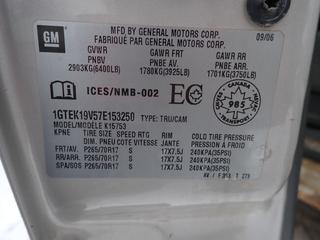 GM
MFD BY GENERAL MOTORS CORP.
FABRIQUÉ PAR GENERAL MOTORS CORP.
09/06
GVWR GAWR FRT GAWR RR
PNBV PNBE AV. PNBE ARR.
2903KG(6400LB) 1780KG(3925LB) 1701KG(3750LB)
ICES/NMB-002 EC
CANADA
985
TRANSPORT
1GTEK19V57E153250 TYPE: TRU/CAM
MODEL/MODELE K15753
KPNE TIRE SIZE SPEED RTG RIM COLD TIRE PRESSURE
DIM. PNEU COTE VITESSE JANTE PRESSION A FROID
FRT/AV. P265/70R17 S 17X7.5J 240KPA(35PSI)
RR/ARR. P265/70R17 S 17X7.5J 240KPA(35PSI)
SP.S. P265/70R17 S 17X7.5J 240KPA(35PSI)